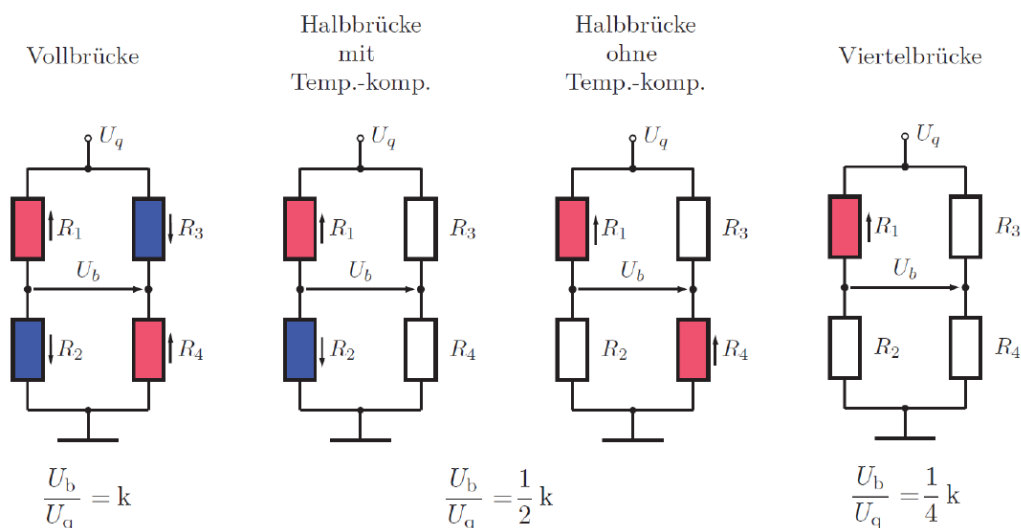 Vollbrücke
Halbbrücke
mit
Temp.-komp.
Halbbrücke
ohne
Temp.-komp.
Viertelbrücke
U_q
R_1
R_3
U_b
R_2
R_4
U_q
R_1
R_3
U_b
R_2
R_4
U_q
R_1
R_3
U_b
R_2
R_4
U_q
R_1
R_3
U_b
R_2
R_4
U_b/U_q = k
U_b/U_q = 1/2 k
U_b/U_q = 1/4 k